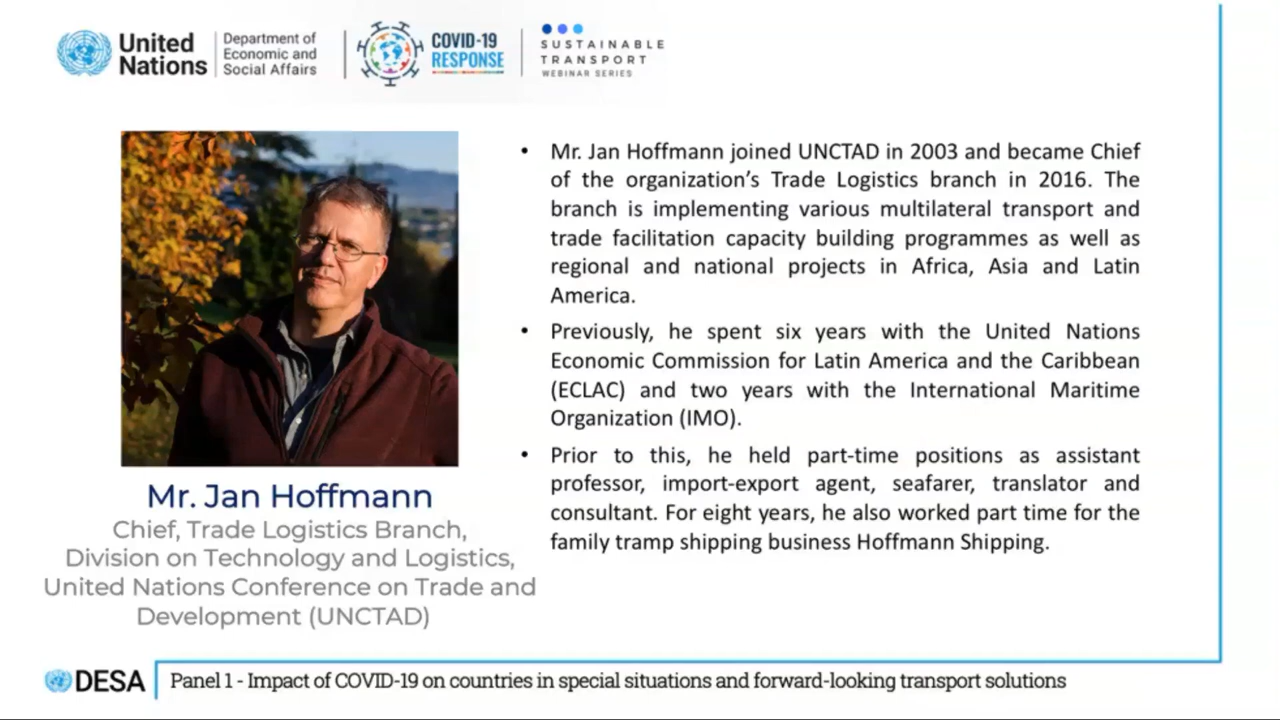 United
Nations
Department of
Economic and
Social Affairs
COVID-19
RESPONSE
SUSTAINABLE
TRANSPORT
WEBINAR SERIES
• Mr. Jan Hoffmann joined UNCTAD in 2003 and became Chief
of the organization's Trade Logistics branch in 2016. The
branch is implementing various multilateral transport and
trade facilitation capacity building programmes as well as
regional and national projects in Africa, Asia and Latin
America.
• Previously, he spent six years with the United Nations
Economic Commission for Latin America and the Caribbean
(ECLAC) and two years with the International Maritime
Organization (IMO).
• Prior to this, he held part-time positions as assistant
professor, import-export agent, seafarer, translator and
consultant. For eight years, he also worked part time for the
family tramp shipping business Hoffmann Shipping.
Mr. Jan Hoffmann
Chief, Trade Logistics Branch,
Division on Technology and Logistics,
United Nations Conference on Trade and
Development (UNCTAD)
DESA
Panel 1 - Impact of COVID-19 on countries in special situations and forward-looking transport solutions